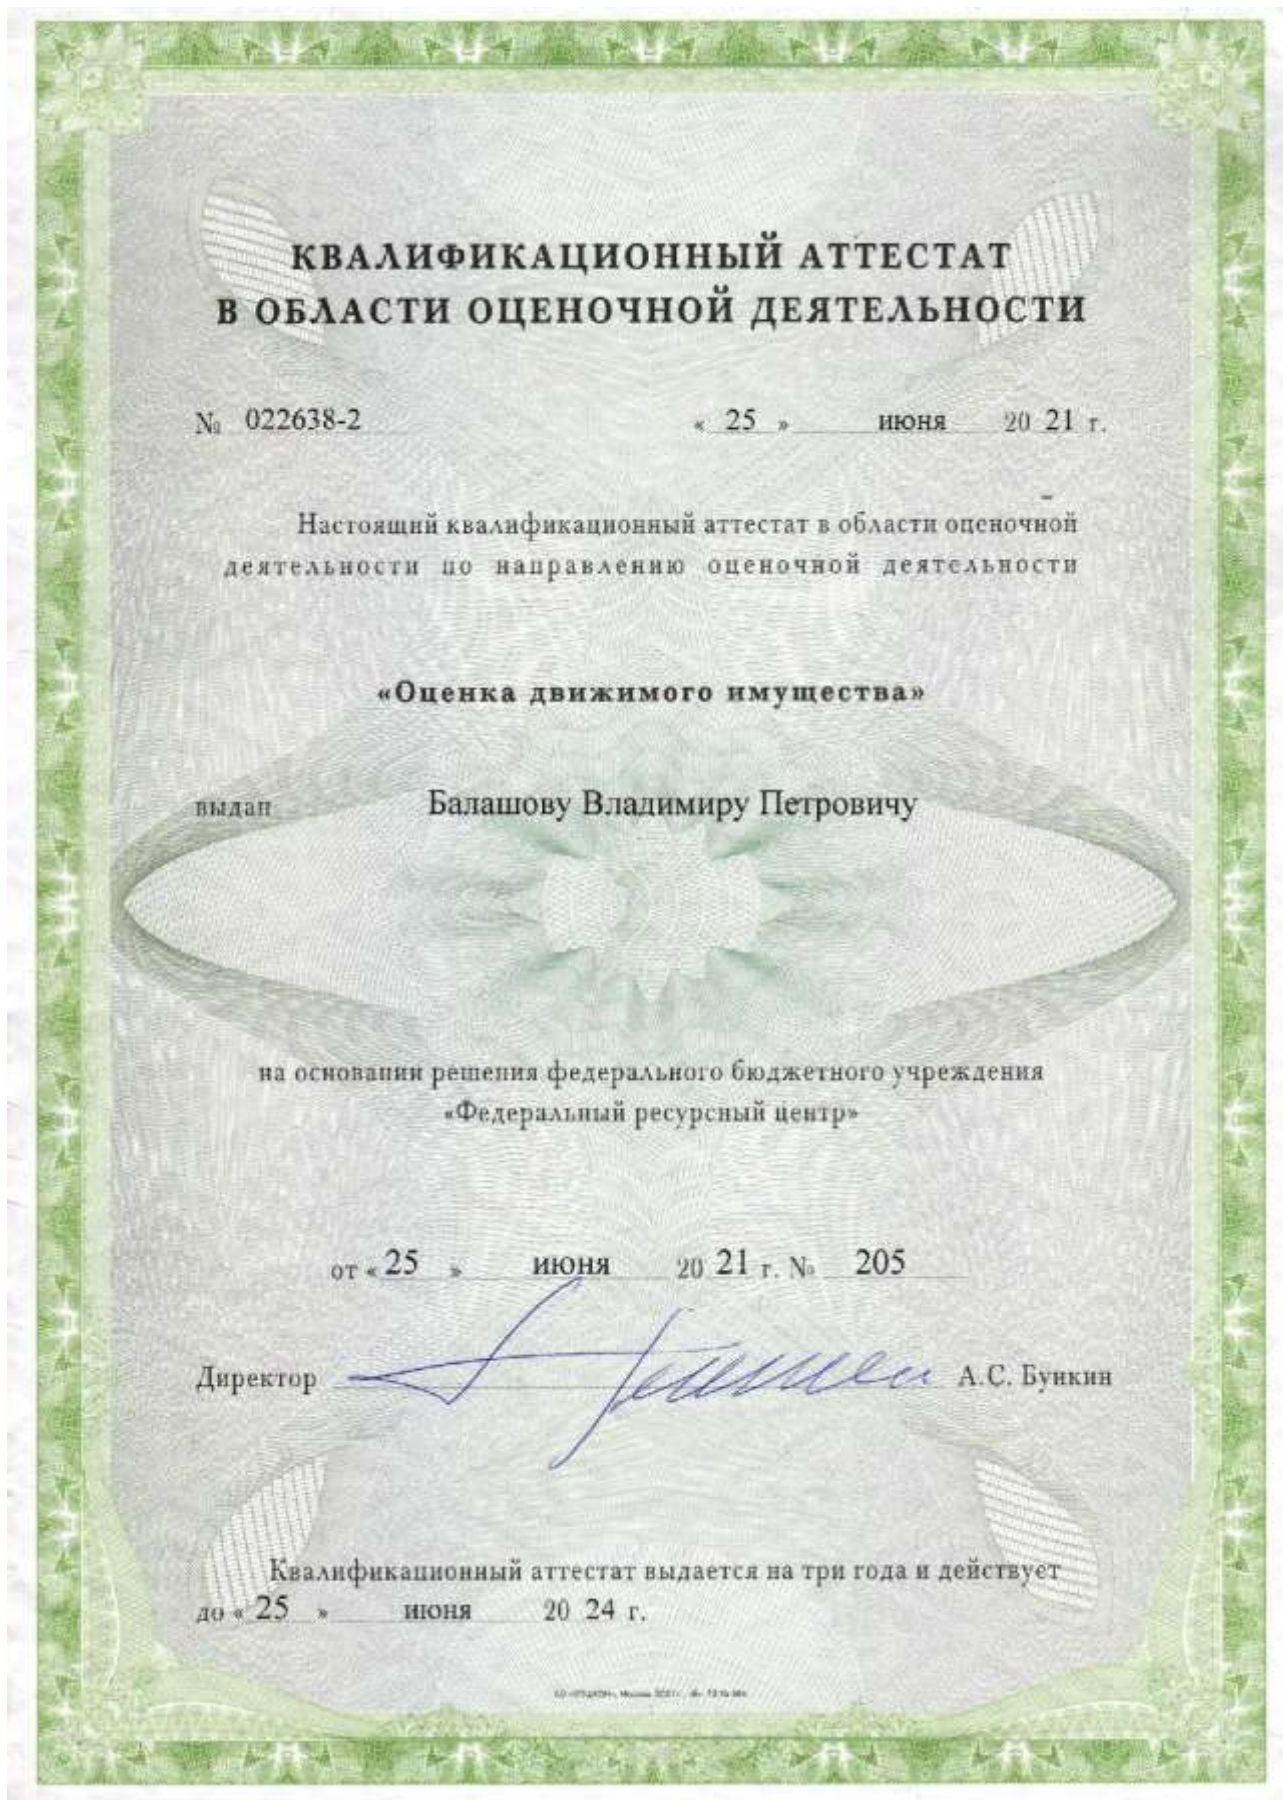 КВАЛИФИКАЦИОННЫЙ АТТЕСТАТ
В ОБЛАСТИ ОЦЕНОЧНОЙ ДЕЯТЕЛЬНОСТИ
№ 022638-2 « 25 » июня 20 21 г.
Настоящий квалификационный аттестат в области оценочной
деятельности по направлению оценочной деятельности
«Оценка движимого имущества»
выдан Балашову Владимиру Петровичу
на основании решения федерального бюджетного учреждения
«Федеральный ресурсный центр»
от « 25 » июня 20 21 г. № 205
Директор А.С. Бункин
Квалификационный аттестат выдается на три года и действует
до « 25 » июня 20 24 г.